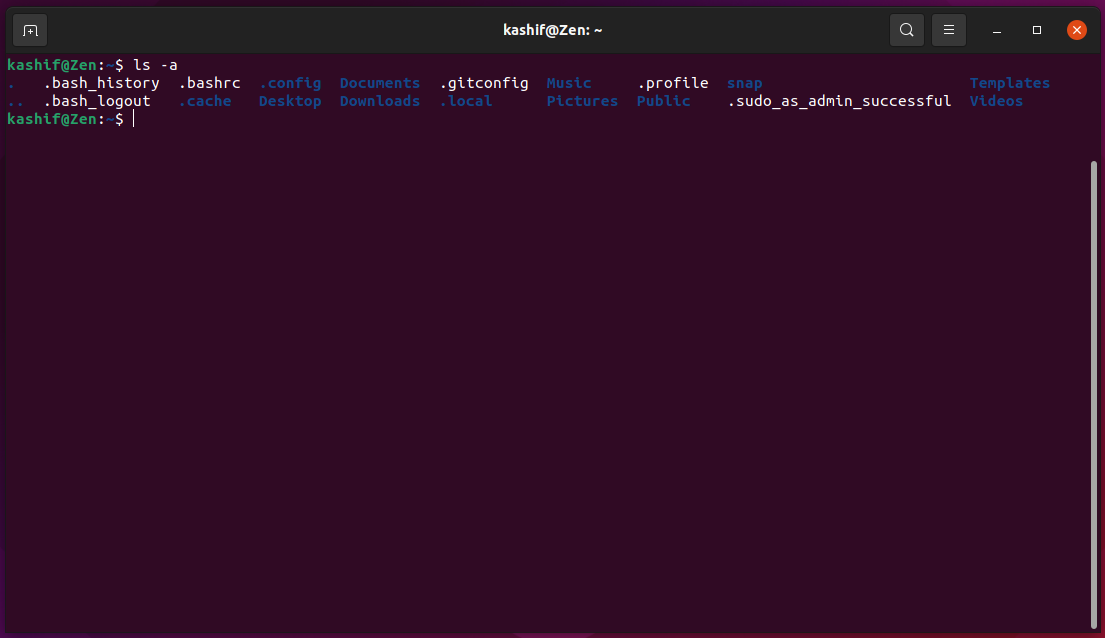 kashif@Zen: ~
kashif@Zen:~$ ls -a
.   .bash_history  .bashrc  .config  Documents  .gitconfig  Music     .profile  snap                       Templates
..  .bash_logout   .cache   Desktop  Downloads  .local      Pictures  Public    .sudo_as_admin_successful  Videos
kashif@Zen:~$